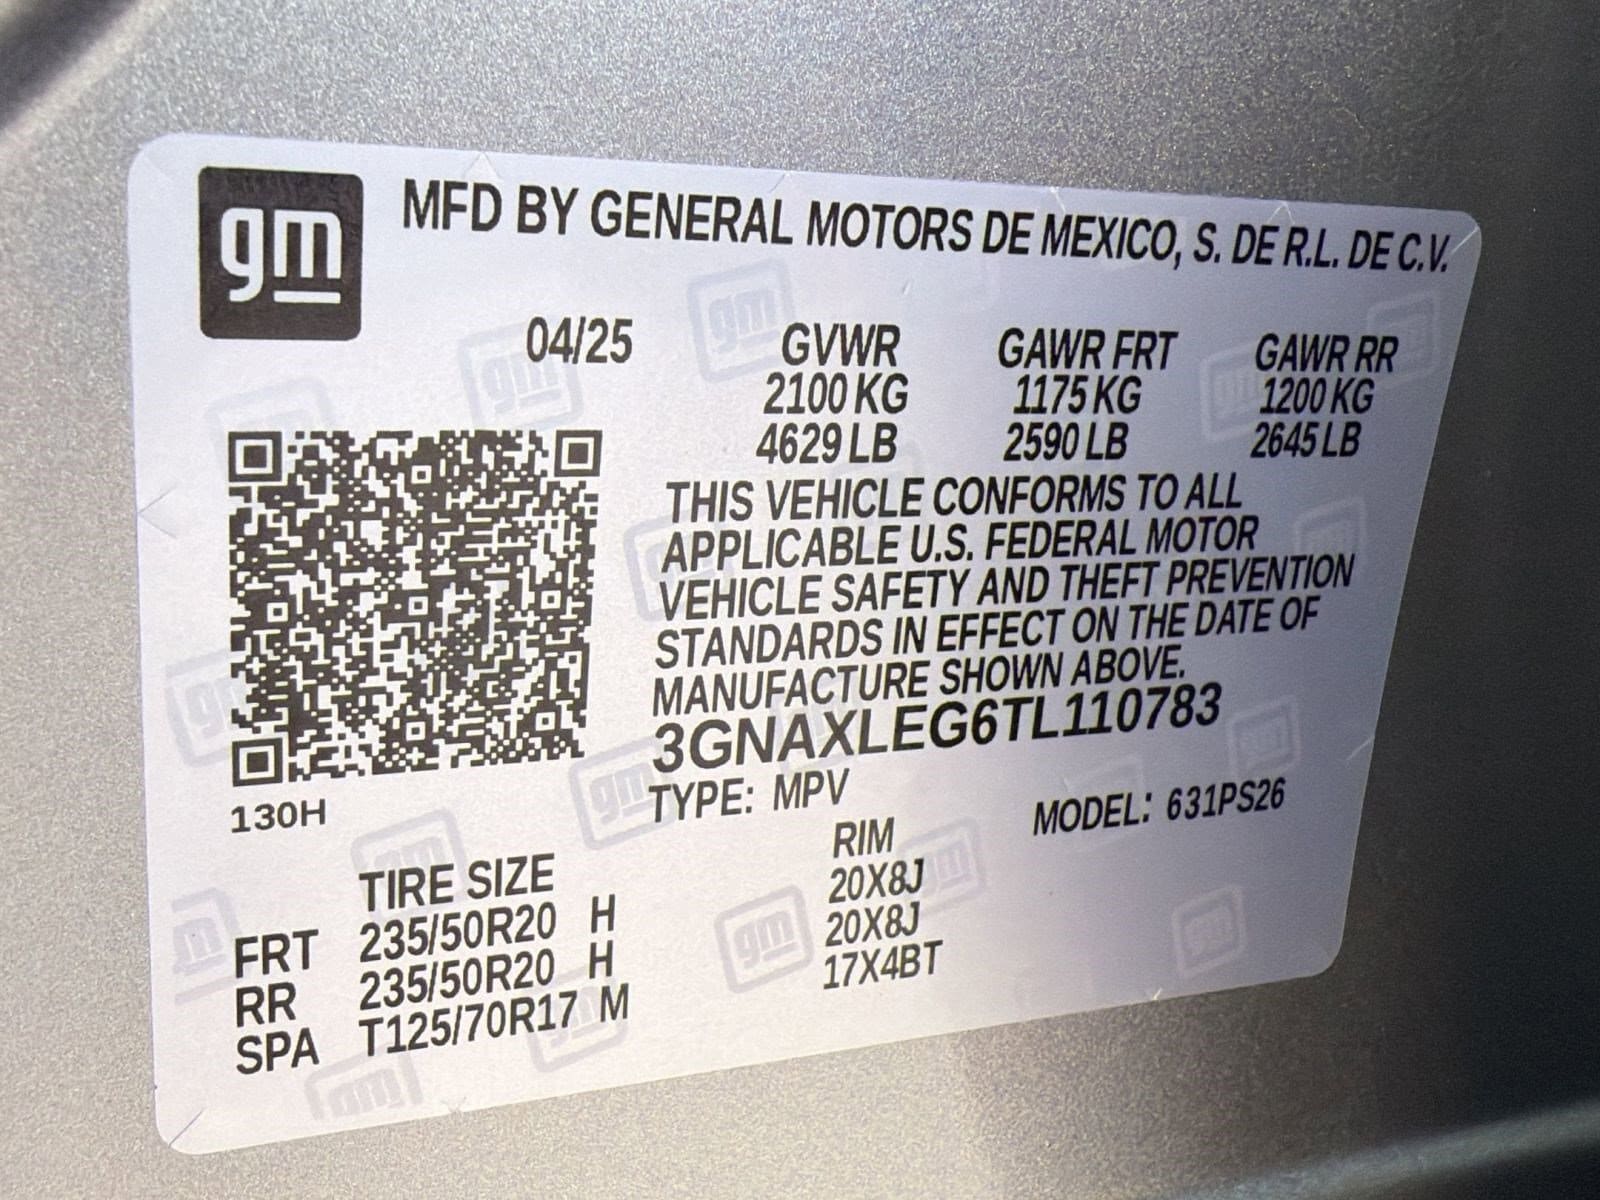 gm
MFD BY GENERAL MOTORS DE MEXICO, S. DE R.L. DE C.V.
04/25 GVWR GAWR FRT GAWR RR
2100 KG 1175 KG 1200 KG
4629 LB 2590 LB 2645 LB
THIS VEHICLE CONFORMS TO ALL
APPLICABLE U.S. FEDERAL MOTOR
VEHICLE SAFETY AND THEFT PREVENTION
STANDARDS IN EFFECT ON THE DATE OF
MANUFACTURE SHOWN ABOVE.
3GNAXLEG6TL110783
130H
TYPE: MPV MODEL: 631PS26
TIRE SIZE RIM
FRT 235/50R20 H 20X8J
RR 235/50R20 H 20X8J
SPA T125/70R17 M 17X4BT